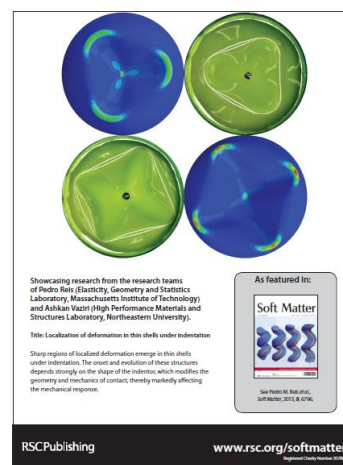 Showcasing research from the research teams
of Pedro Reis (Elasticity, Geometry and Statistics
Laboratory, Massachusetts Institute of Technology)
and Ashkan Vaziri (High Performance Materials and
Structures Laboratory, Northeastern University).
Title: Localization of deformation in thin shells under indentation
Sharp regions of localized deformation emerge in thin shells
under indentation. The onset and evolution of these structures
depends strongly on the shape of the indentor, which modifies the
geometry and mechanics of contact, thereby markedly affecting
the mechanical response.
As featured in:
Soft Matter
See Pedro M. Reis et al.,
Soft Matter, 2013, 9, 6796.
RSCPublishing
www.rsc.org/softmatter
Registered Charity Number